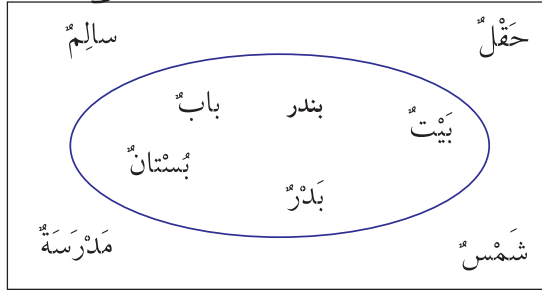 حَقْلٌ سالِمٌ
بَيْتٌ بندر بابٌ
بُسْتانٌ
بَدْرٌ
شَمْسٌ مَدْرَسَةٌ